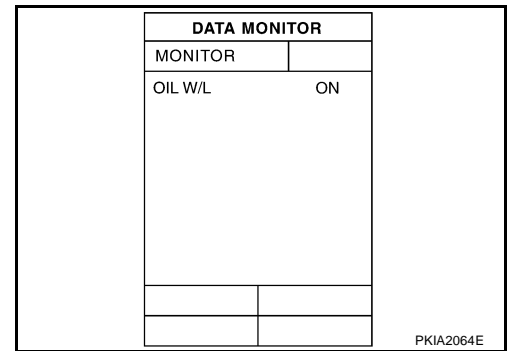 DATA MONITOR
MONITOR
OIL W/L ON
PKIA2064E